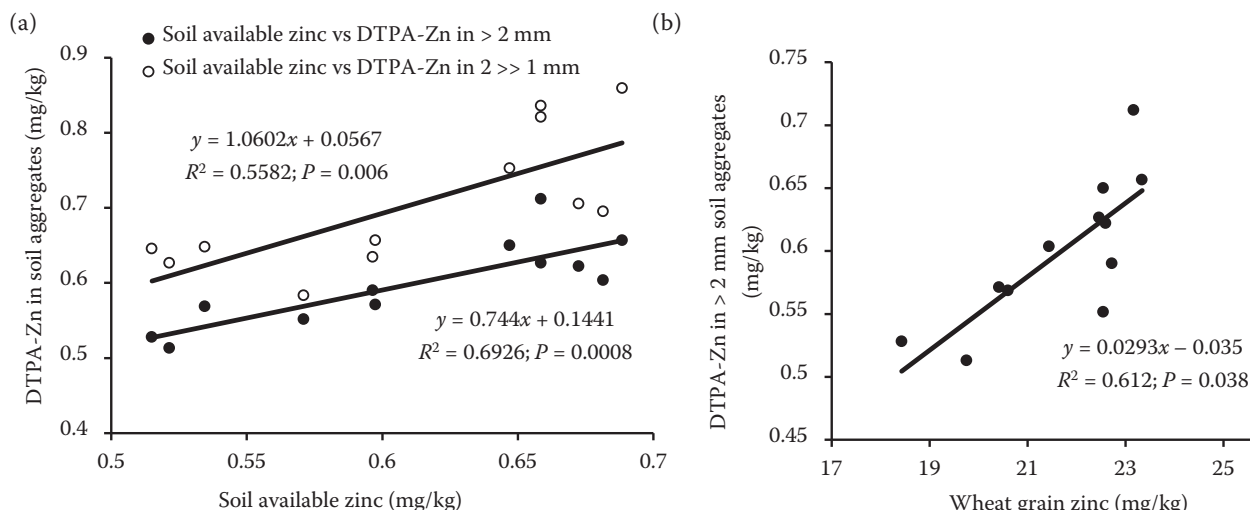 (a)
Soil available zinc vs DTPA-Zn in > 2 mm
Soil available zinc vs DTPA-Zn in 2 >> 1 mm
DTPA-Zn in soil aggregates (mg/kg)
0.9
0.8
0.7
0.6
0.5
0.4
y = 1.0602x + 0.0567
R² = 0.5582; P = 0.006
y = 0.744x + 0.1441
R² = 0.6926; P = 0.0008
0.5 0.55 0.6 0.65 0.7
Soil available zinc (mg/kg)
(b)
DTPA-Zn in > 2 mm soil aggregates
(mg/kg)
0.75
0.7
0.65
0.6
0.55
0.5
0.45
y = 0.0293x – 0.035
R² = 0.612; P = 0.038
17 19 21 23 25
Wheat grain zinc (mg/kg)